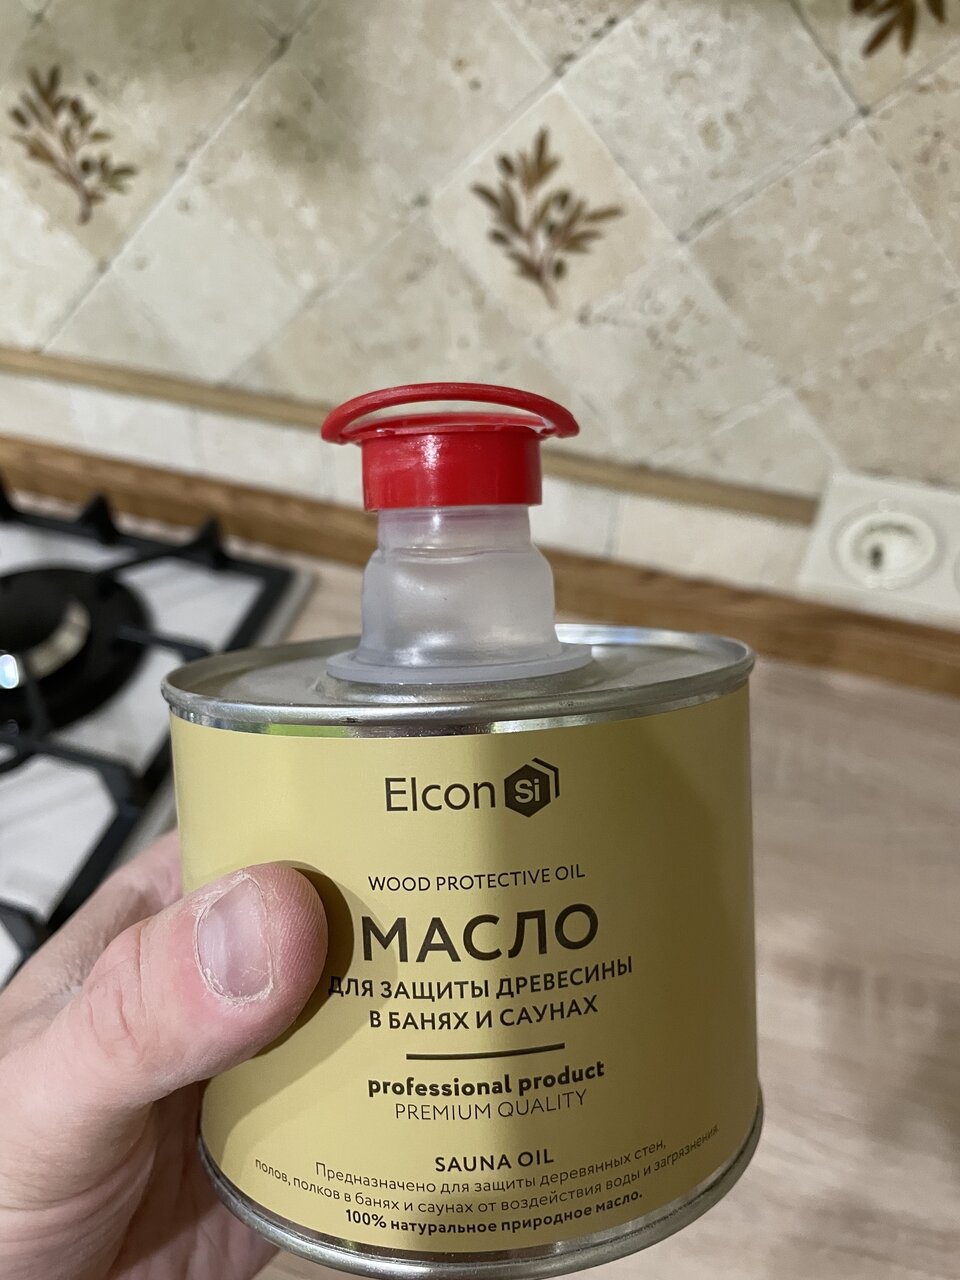 Elcon Si
WOOD PROTECTIVE OIL
МАСЛО
ДЛЯ ЗАЩИТЫ ДРЕВЕСИНЫ
В БАНЯХ И САУНАХ
professional product
PREMIUM QUALITY
SAUNA OIL
Предназначено для защиты деревянных стен,
полов, полков в банях и саунах от воздействия воды и загрязнения.
100% натуральное природное масло.